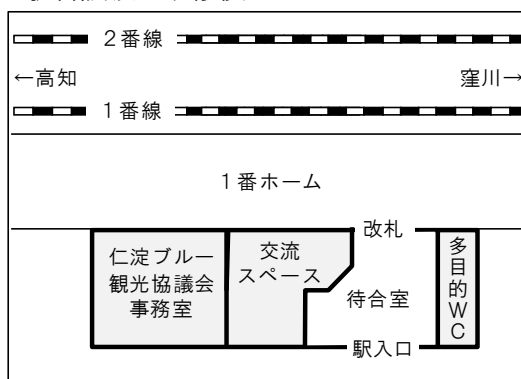 2番線
←高知
窪川→
1番線
1番ホーム
改札
仁淀ブルー
観光協議会
事務室
交流
スペース
待合室
多目的WC
駅入口